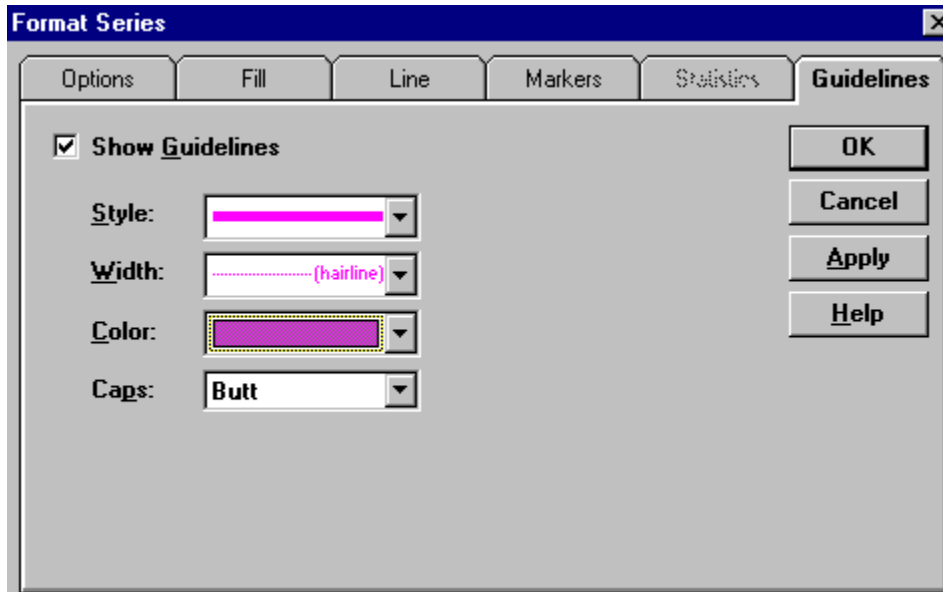 Format Series
Options Fill Line Markers Statistics Guidelines
Show Guidelines
OK
Style:
Cancel
Width: (hairline)
Apply
Color:
Help
Caps: Butt